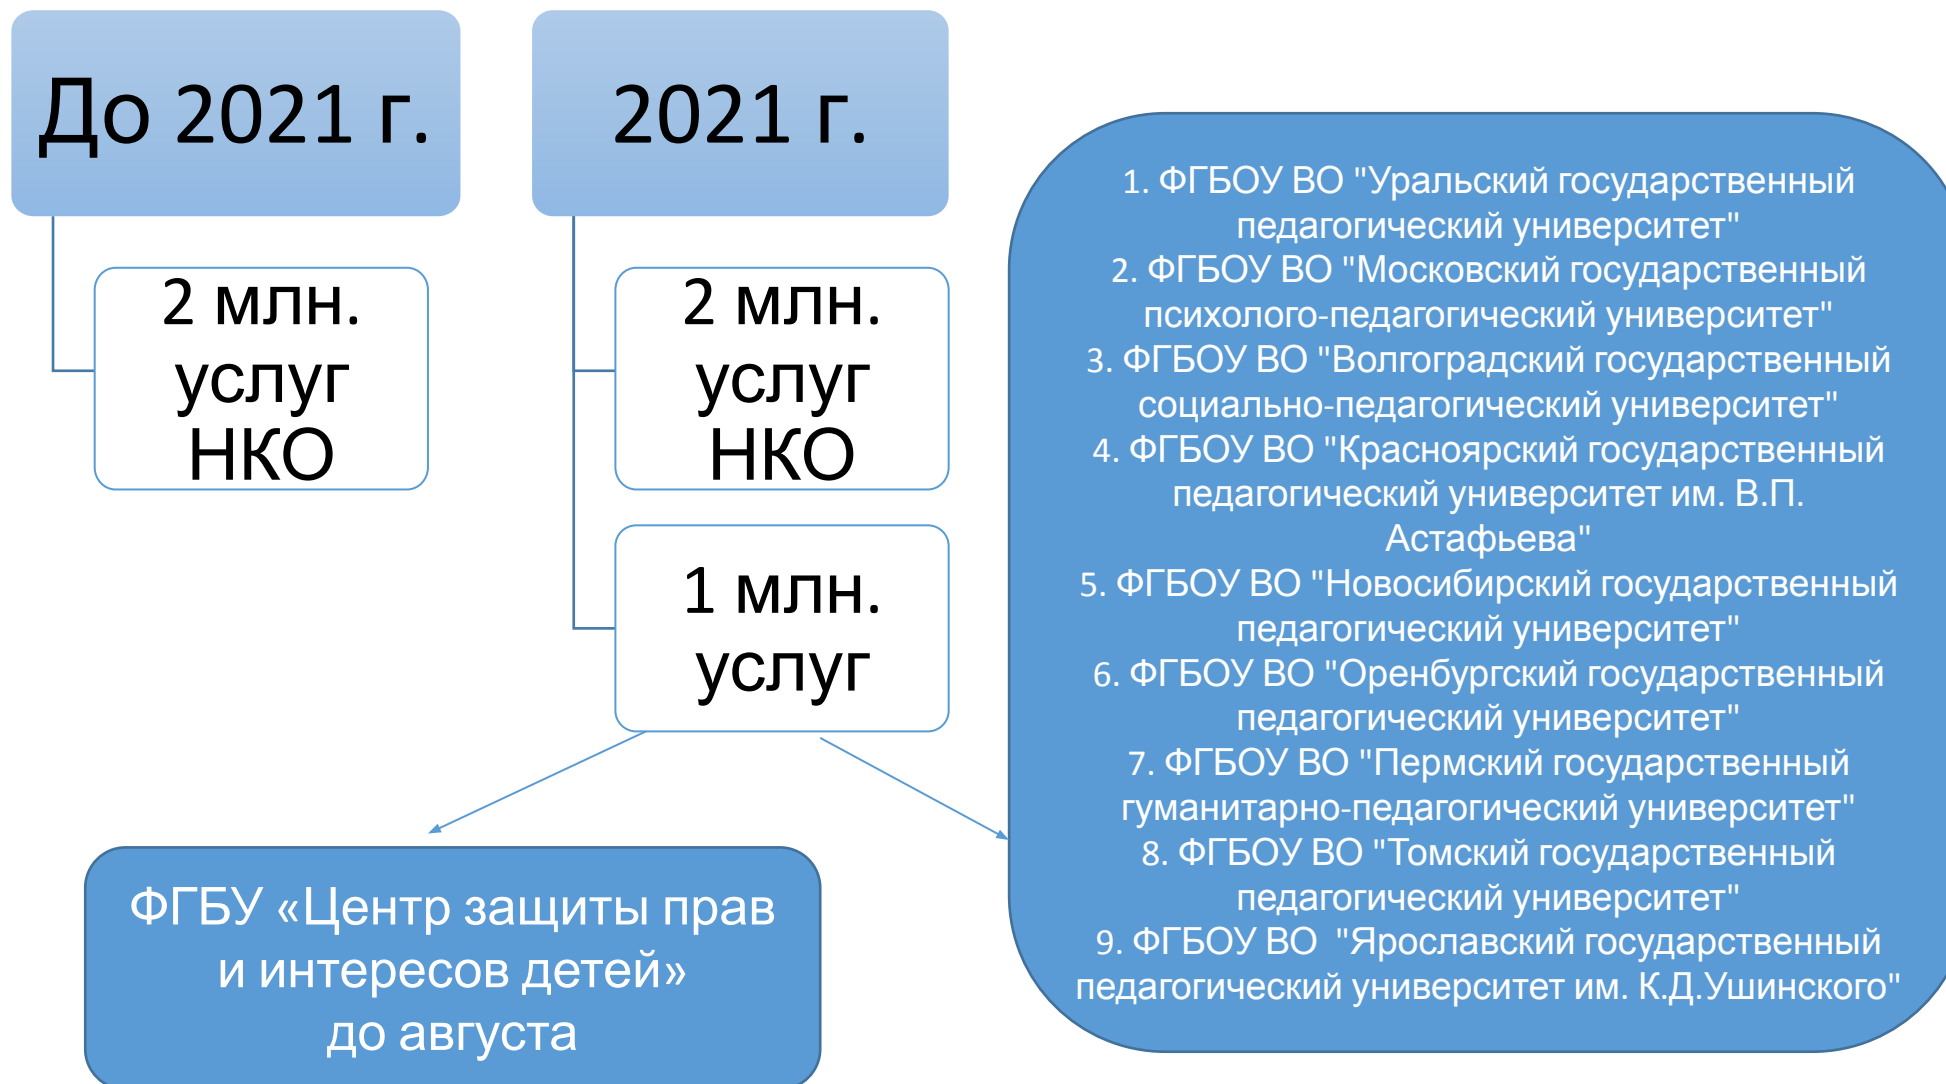 До 2021 г.
2 млн.
услуг
НКО
2021 г.
2 млн.
услуг
НКО
1 млн.
услуг
ФГБУ «Центр защиты прав
и интересов детей»
до августа
1. ФГБОУ ВО "Уральский государственный
педагогический университет"
2. ФГБОУ ВО "Московский государственный
психолого-педагогический университет"
3. ФГБОУ ВО "Волгоградский государственный
социально-педагогический университет"
4. ФГБОУ ВО "Красноярский государственный
педагогический университет им. В.П.
Астафьева"
5. ФГБОУ ВО "Новосибирский государственный
педагогический университет"
6. ФГБОУ ВО "Оренбургский государственный
педагогический университет"
7. ФГБОУ ВО "Пермский государственный
гуманитарно-педагогический университет"
8. ФГБОУ ВО "Томский государственный
педагогический университет"
9. ФГБОУ ВО  "Ярославский государственный
педагогический университет им. К.Д.Ушинского"